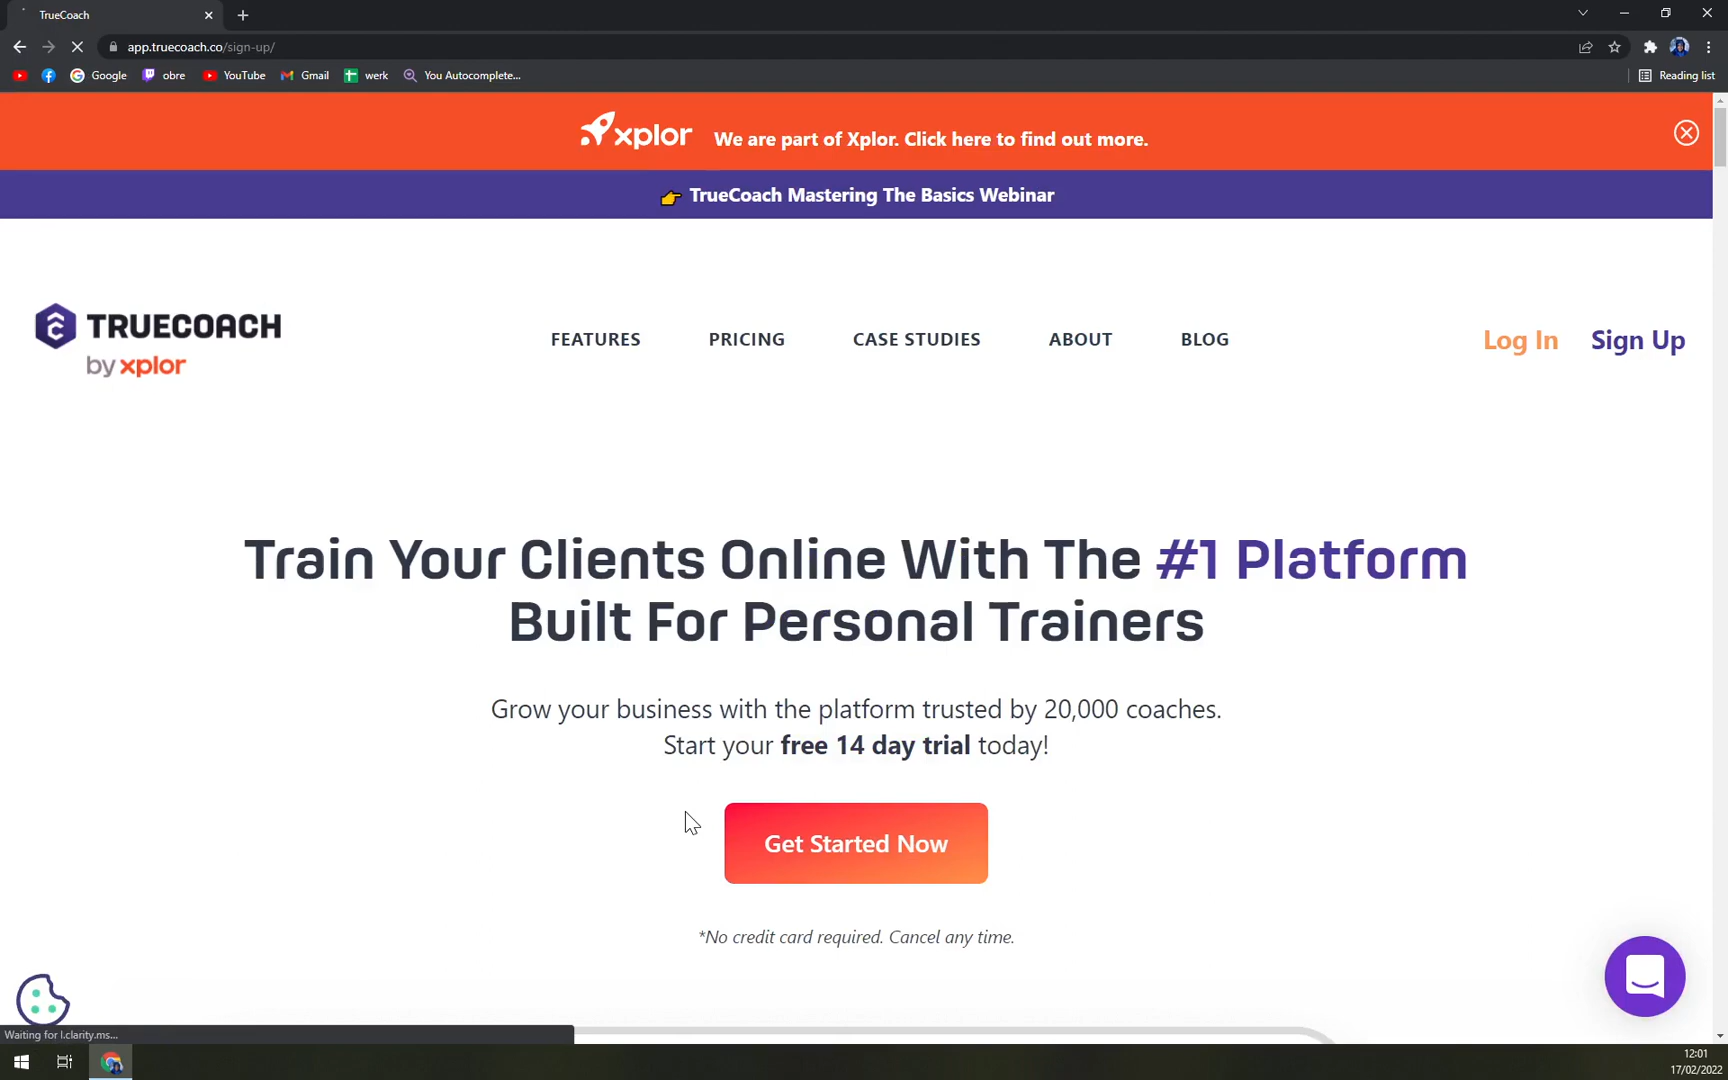 TrueCoach
app.truecoach.co/sign-up/
Google
obre
YouTube
Gmail
werk
You Autocomplete...
Reading list
xplor
We are part of Xplor. Click here to find out more.
TrueCoach Mastering The Basics Webinar
TRUECOACH
by xplor
FEATURES
PRICING
CASE STUDIES
ABOUT
BLOG
Log In
Sign Up
Train Your Clients Online With The #1 Platform
Built For Personal Trainers
Grow your business with the platform trusted by 20,000 coaches.
Start your free 14 day trial today!
Get Started Now
*No credit card required. Cancel any time.
Waiting for l.clarity.ms...
12:01
17/02/2022